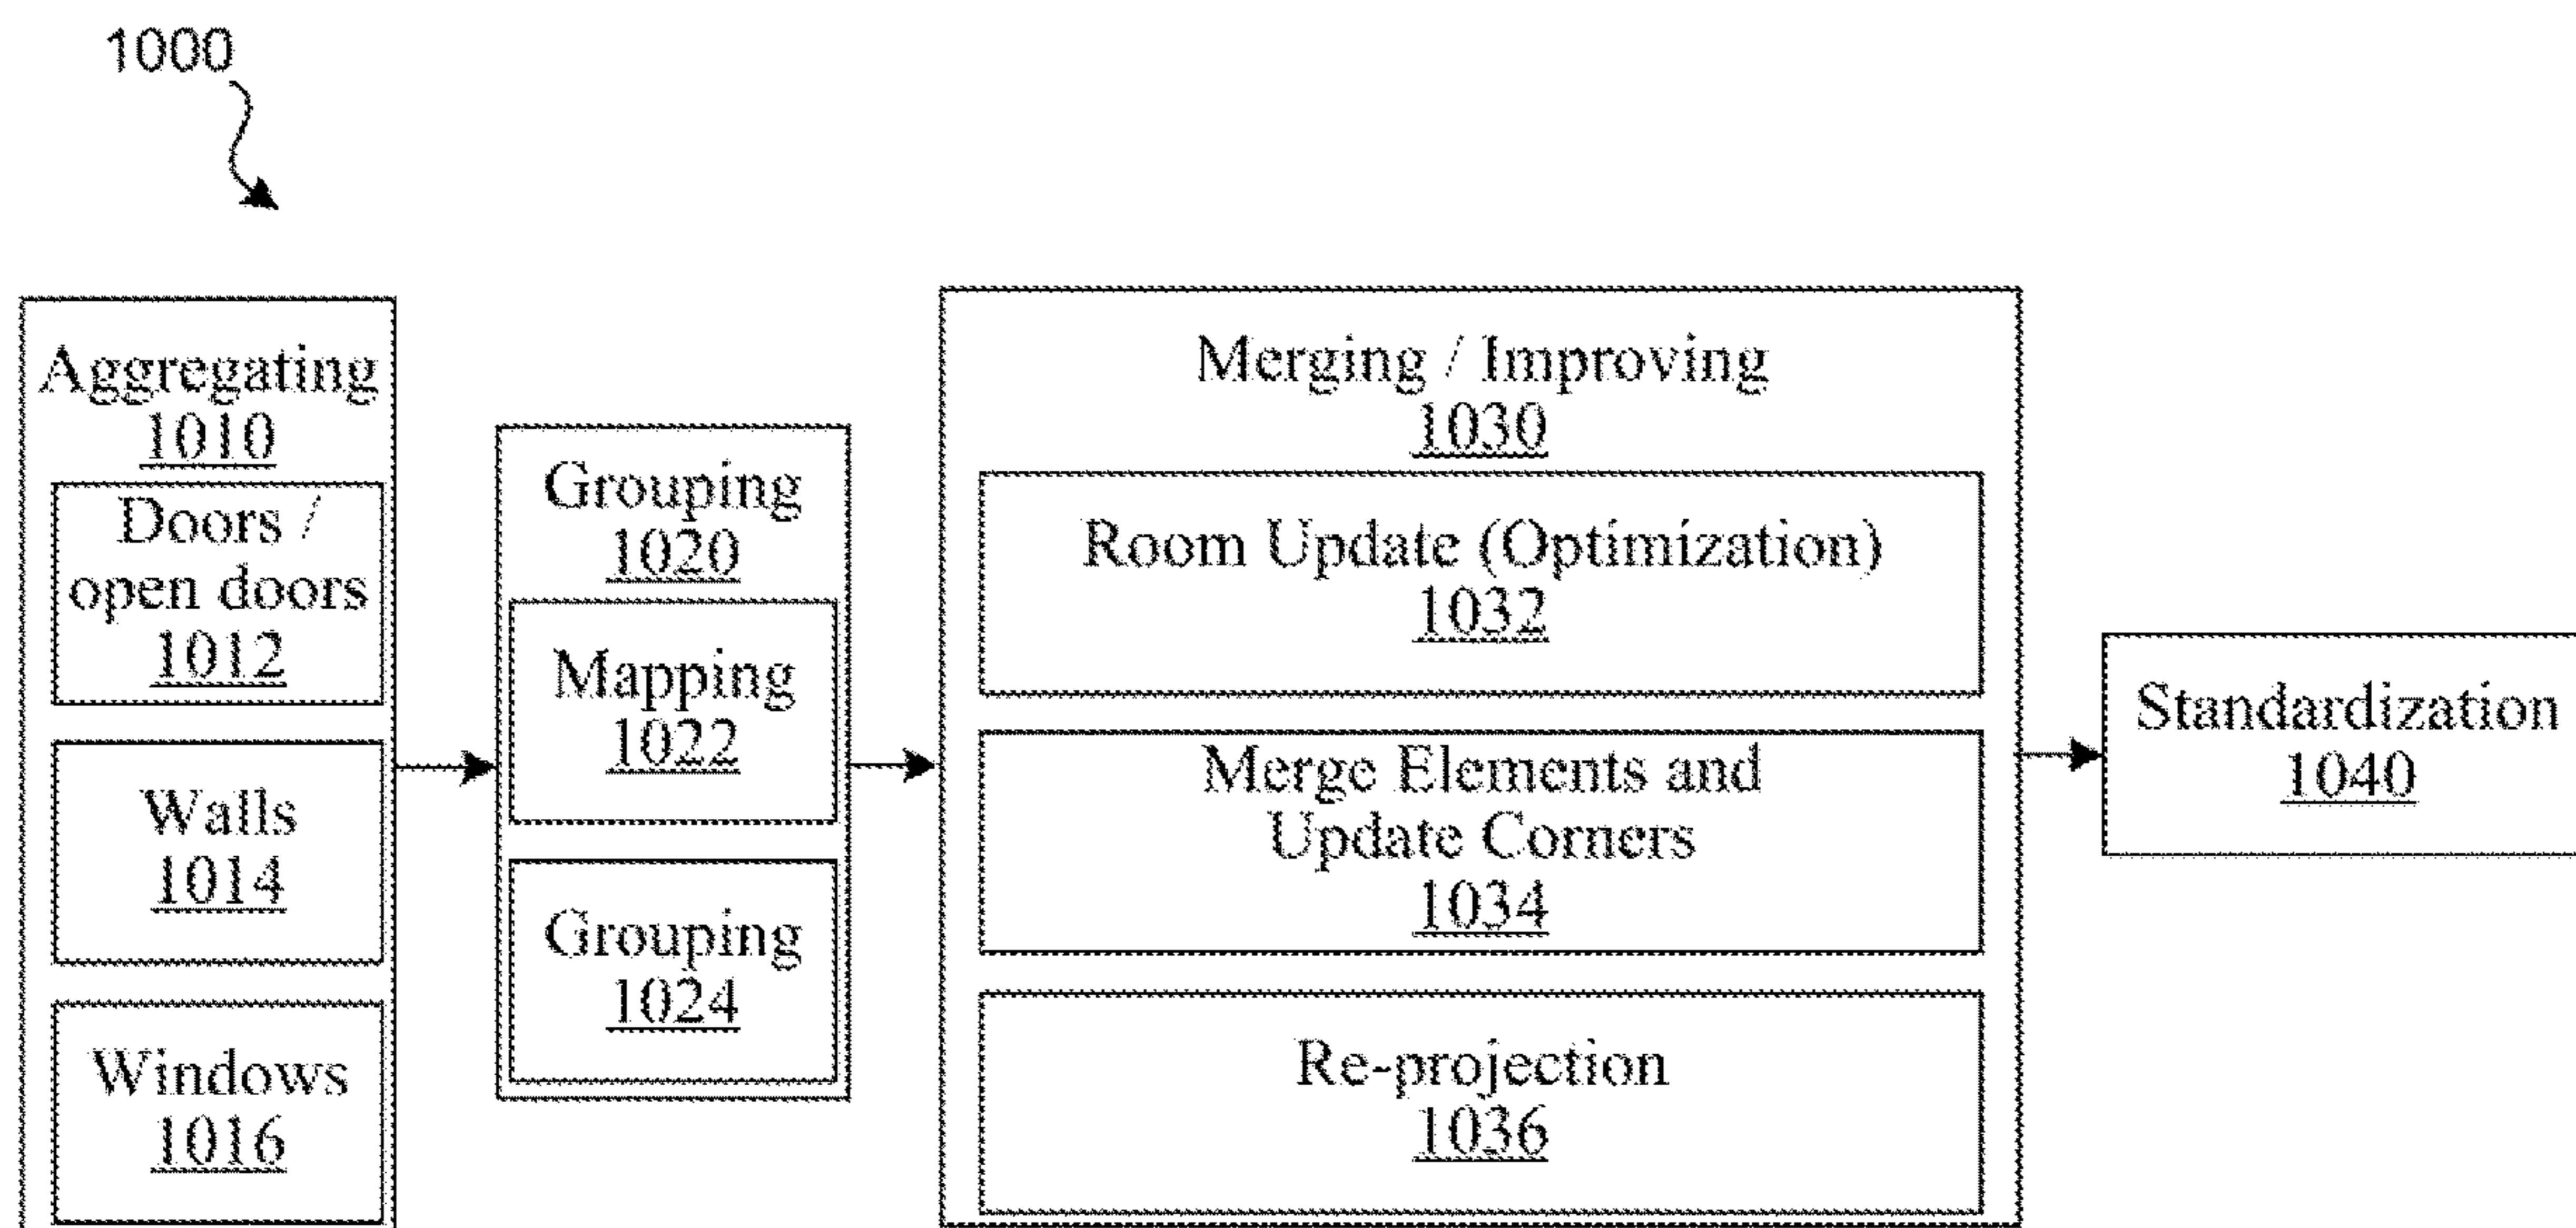 1000
Aggregating
1010
Doors /
open doors
1012
Walls
1014
Windows
1016
Grouping
1020
Mapping
1022
Grouping
1024
Merging / Improving
1030
Room Update (Optimization)
1032
Merge Elements and
Update Corners
1034
Re-projection
1036
Standardization
1040